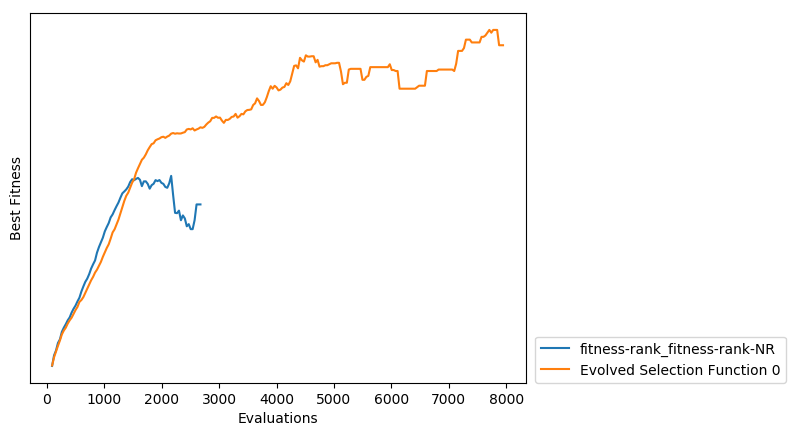 Best Fitness
0
1000
2000
3000
4000
5000
6000
7000
8000
Evaluations
fitness-rank_fitness-rank-NR
Evolved Selection Function 0